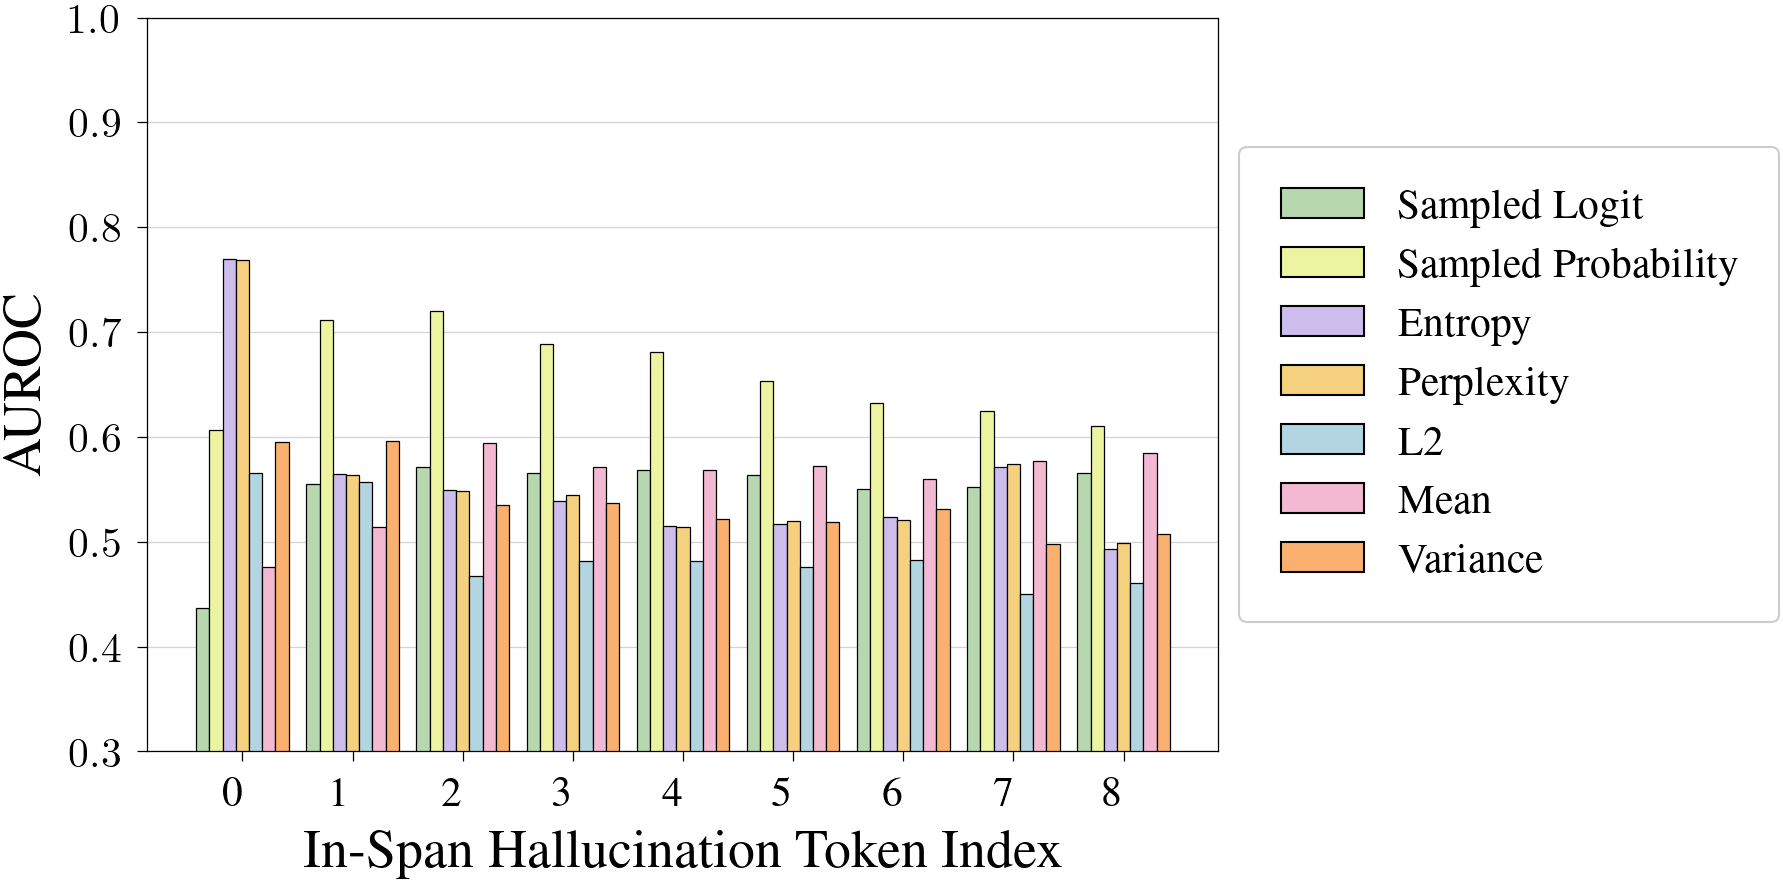 1.0
0.9
0.8
0.7
0.6
0.5
0.4
0.3
AUROC
0 1 2 3 4 5 6 7 8
In-Span Hallucination Token Index
Sampled Logit
Sampled Probability
Entropy
Perplexity
L2
Mean
Variance